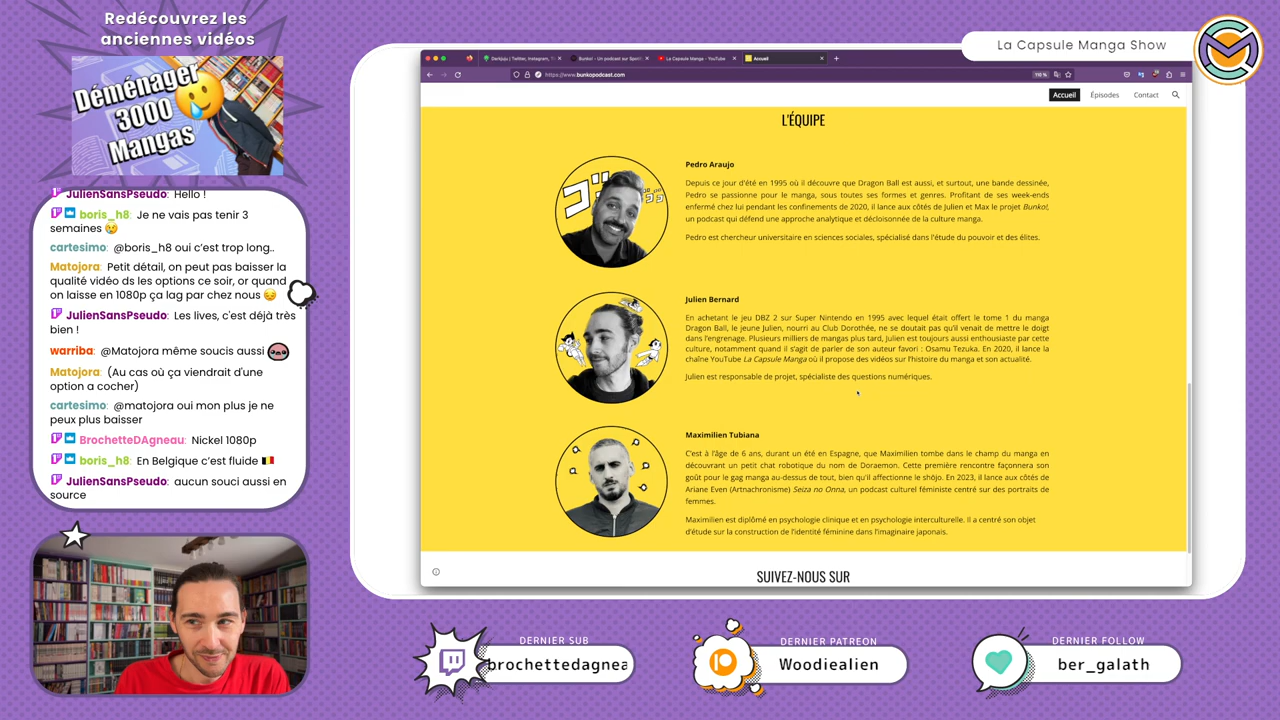 Redécouvrez les
anciennes vidéos
Déménager
3000
Mangas
JulienSansPseudo: Hello !
boris_h8: Je ne vais pas tenir 3
semaines
cartesimo: @boris_h8 oui c'est trop long..
Matojora: Petit détail, on peut pas baisser la
qualité vidéo ds les options ce soir, or quand
on laisse en 1080p ça lag par chez nous
JulienSansPseudo: Les lives, c'est déjà très
bien !
warriba: @Matojora même soucis aussi
Matojora: (Au cas où ça viendrait d'une
option a cocher)
cartesimo: @matojora oui mon plus je ne
peux plus baisser
BrochetteDAgneau: Nickel 1080p
boris_h8: En Belgique c'est fluide
JulienSansPseudo: aucun souci aussi en
source
La Capsule Manga Show
Bunko! - Un podcast sur Spoti
La Capsule Manga - YouTube
Accueil
https://www.bunkopodcast.com
110 %
Accueil
Épisodes
Contact
L'ÉQUIPE
Pedro Araujo
Depuis ce jour d'été en 1995 où il découvre que Dragon Ball est aussi, et surtout, une bande dessinée,
Pedro se passionne pour le manga, sous toutes ses formes et genres. Profitant de ses week-ends
enfermé chez lui pendant les confinements de 2020, il lance aux côtés de Julien et Max le projet Bunko!,
un podcast qui défend une approche analytique et décloisonnée de la culture manga.
Pedro est chercheur universitaire en sciences sociales, spécialisé dans l'étude du pouvoir et des élites.
Julien Bernard
En achetant le jeu DBZ 2 sur Super Nintendo en 1995 avec lequel était offert le tome 1 du manga
Dragon Ball, le jeune Julien, nourri au Club Dorothée, ne se doutait pas qu'il venait de mettre le doigt
dans l'engrenage. Plusieurs milliers de mangas plus tard, Julien est toujours aussi enthousiaste par cette
culture, notamment quand il s'agit de parler de son auteur favori : Osamu Tezuka. En 2020, il lance la
chaîne YouTube La Capsule Manga où il propose des vidéos sur l'histoire du manga et son actualité.
Julien est responsable de projet, spécialiste des questions numériques.
Maximilien Tubiana
C'est à l'âge de 6 ans, durant un été en Espagne, que Maximilien tombe dans le champ du manga en
découvrant un petit chat robotique du nom de Doraemon. Cette première rencontre façonnera son
goût pour le gag manga au-dessus de tout, bien qu'il affectionne le shôjo. En 2023, il lance aux côtés de
Ariane Even (Artnachronisme) Seiza no Onna, un podcast culturel féministe centré sur des portraits de
femmes.
Maximilien est diplômé en psychologie clinique et en psychologie interculturelle. Il a centré son objet
d'étude sur la construction de l'identité féminine dans l'imaginaire japonais.
SUIVEZ-NOUS SUR
DERNIER SUB
brochettedagnea
DERNIER PATREON
Woodiealien
DERNIER FOLLOW
ber_galath